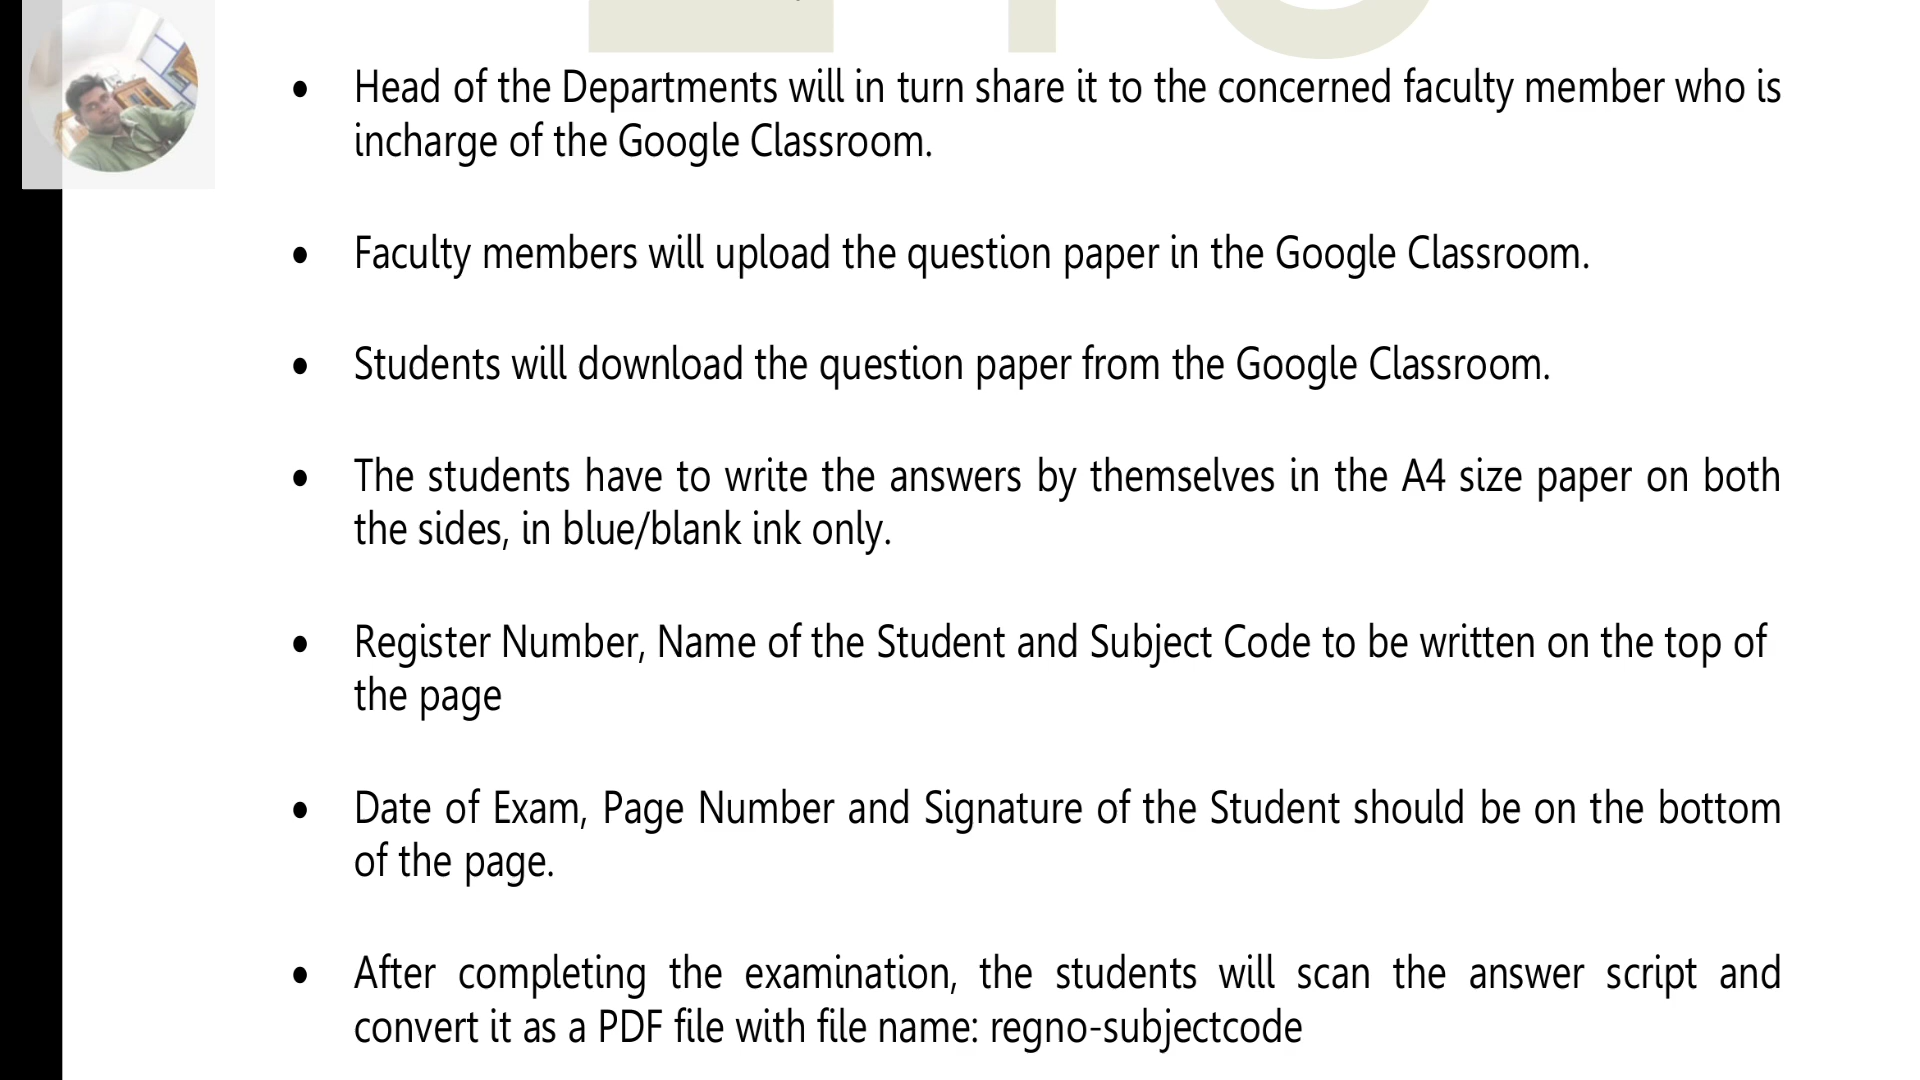 • Head of the Departments will in turn share it to the concerned faculty member who is
incharge of the Google Classroom.
• Faculty members will upload the question paper in the Google Classroom.
• Students will download the question paper from the Google Classroom.
• The students have to write the answers by themselves in the A4 size paper on both
the sides, in blue/blank ink only.
• Register Number, Name of the Student and Subject Code to be written on the top of
the page
• Date of Exam, Page Number and Signature of the Student should be on the bottom
of the page.
• After completing the examination, the students will scan the answer script and
convert it as a PDF file with file name: regno-subjectcode